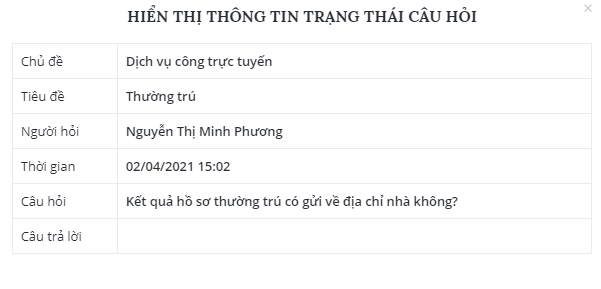 HIỂN THỊ THÔNG TIN TRẠNG THÁI CÂU HỎI
Chủ đề Dịch vụ công trực tuyến
Tiêu đề Thường trú
Người hỏi Nguyễn Thị Minh Phương
Thời gian 02/04/2021 15:02
Câu hỏi Kết quả hồ sơ thường trú có gửi về địa chỉ nhà không?
Câu trả lời